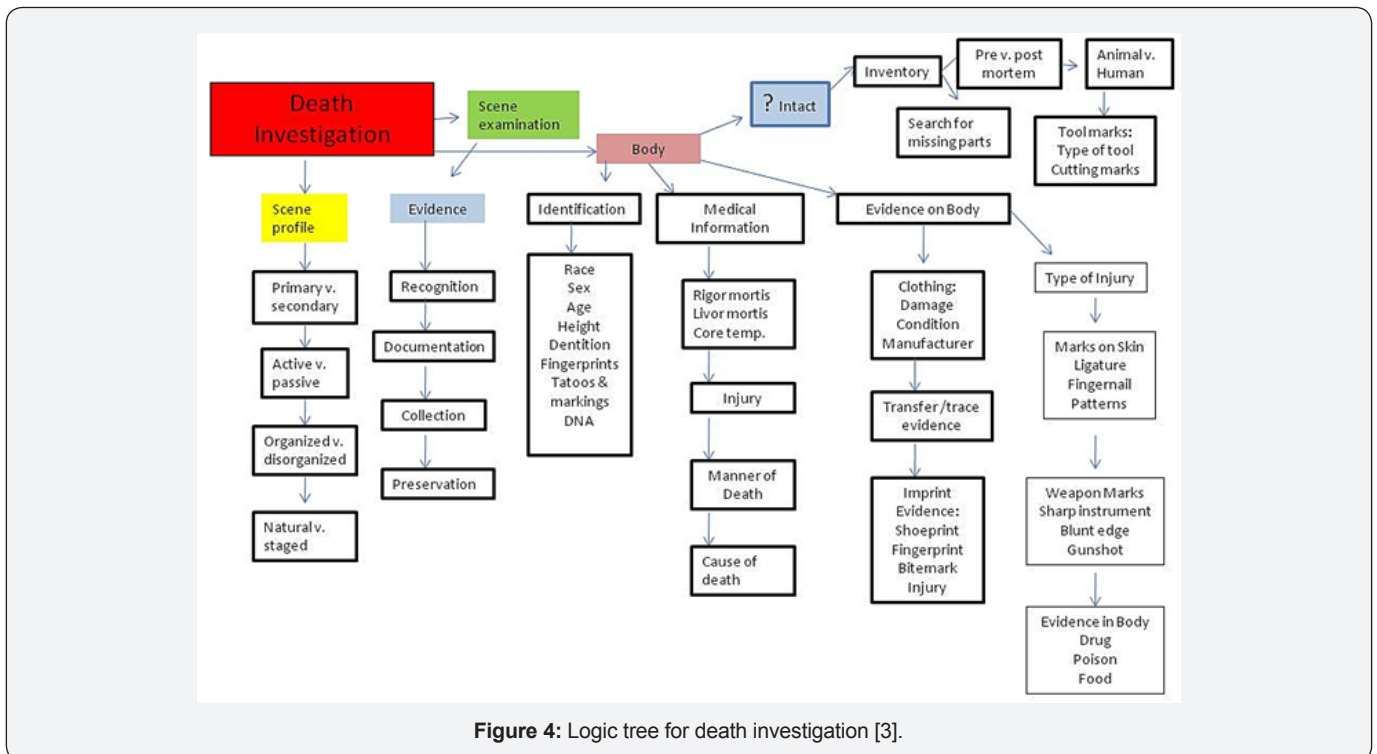 Death
Investigation
Scene
examination
Body
? Intact
Inventory
Pre v. post
mortem
Animal v.
Human
Search for
missing parts
Tool marks:
Type of tool
Cutting marks
Scene
profile
Primary v.
secondary
Active v.
passive
Organized v.
disorganized
Natural v.
staged
Evidence
Recognition
Documentation
Collection
Preservation
Identification
Race
Sex
Age
Height
Dentition
Fingerprints
Tatoos &
markings
DNA
Medical
Information
Rigor mortis
Livor mortis
Core temp.
Injury
Manner of
Death
Cause of
death
Evidence on Body
Clothing:
Damage
Condition
Manufacturer
Transfer/trace
evidence
Imprint
Evidence:
Shoeprint
Fingerprint
Bitemark
Injury
Type of Injury
Marks on Skin
Ligature
Fingernail
Patterns
Weapon Marks
Sharp instrument
Blunt edge
Gunshot
Evidence in Body
Drug
Poison
Food
Figure 4: Logic tree for death investigation [3].